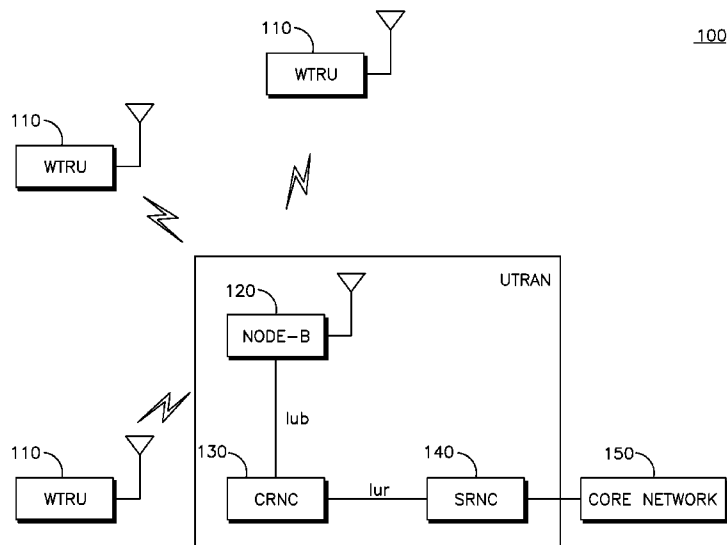 110
WTRU
100
110
WTRU
UTRAN
120
NODE-B
Iub
110
WTRU
130
CRNC
Iur
140
SRNC
150
CORE NETWORK